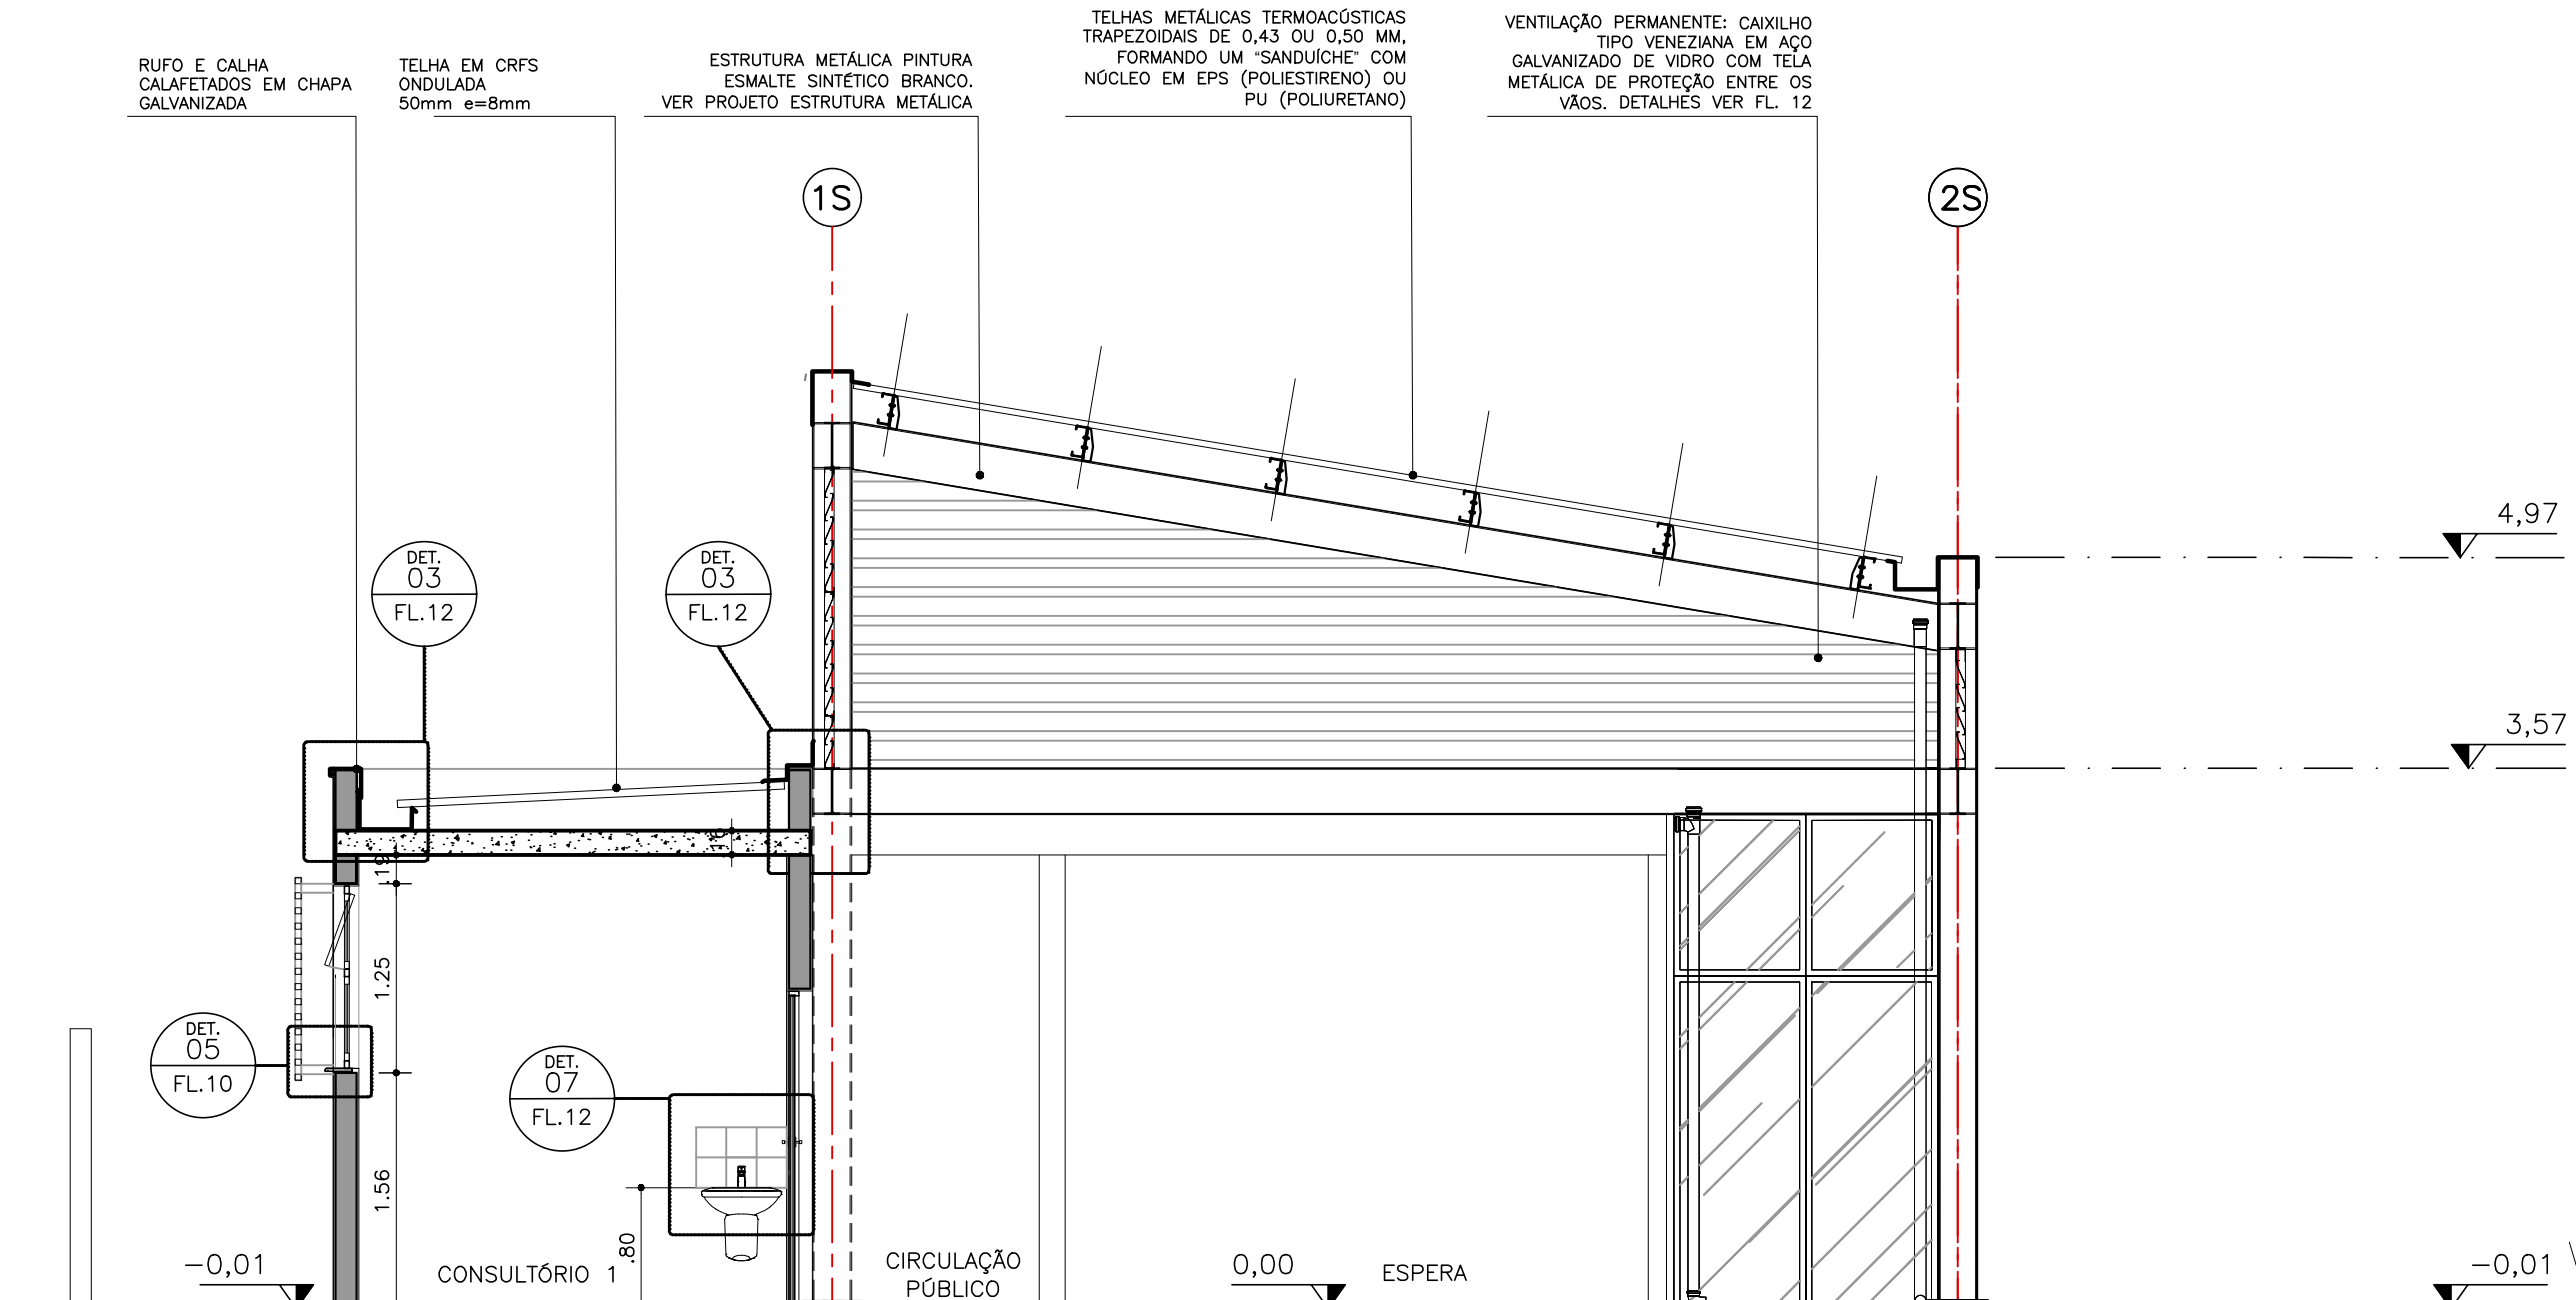 RUFO E CALHA
CALAFETADOS EM CHAPA
GALVANIZADA
TELHA EM CRFS
ONDULADA
50mm e=8mm
ESTRUTURA METÁLICA PINTURA
ESMALTE SINTÉTICO BRANCO.
VER PROJETO ESTRUTURA METÁLICA
TELHAS METÁLICAS TERMOACÚSTICAS
TRAPEZOIDAIS DE 0,43 OU 0,50 MM,
FORMANDO UM “SANDUÍCHE” COM
NÚCLEO EM EPS (POLIESTIRENO) OU
PU (POLIURETANO)
VENTILAÇÃO PERMANENTE: CAIXILHO
TIPO VENEZIANA EM AÇO
GALVANIZADO DE VIDRO COM TELA
METÁLICA DE PROTEÇÃO ENTRE OS
VÃOS. DETALHES VER FL. 12
1S
2S
4,97
DET.
03
FL.12
DET.
03
FL.12
3,57
.19
1.25
DET.
05
FL.10
DET.
07
FL.12
1.56
.80
-0,01
CONSULTÓRIO 1
CIRCULAÇÃO
PÚBLICO
0,00
ESPERA
-0,01